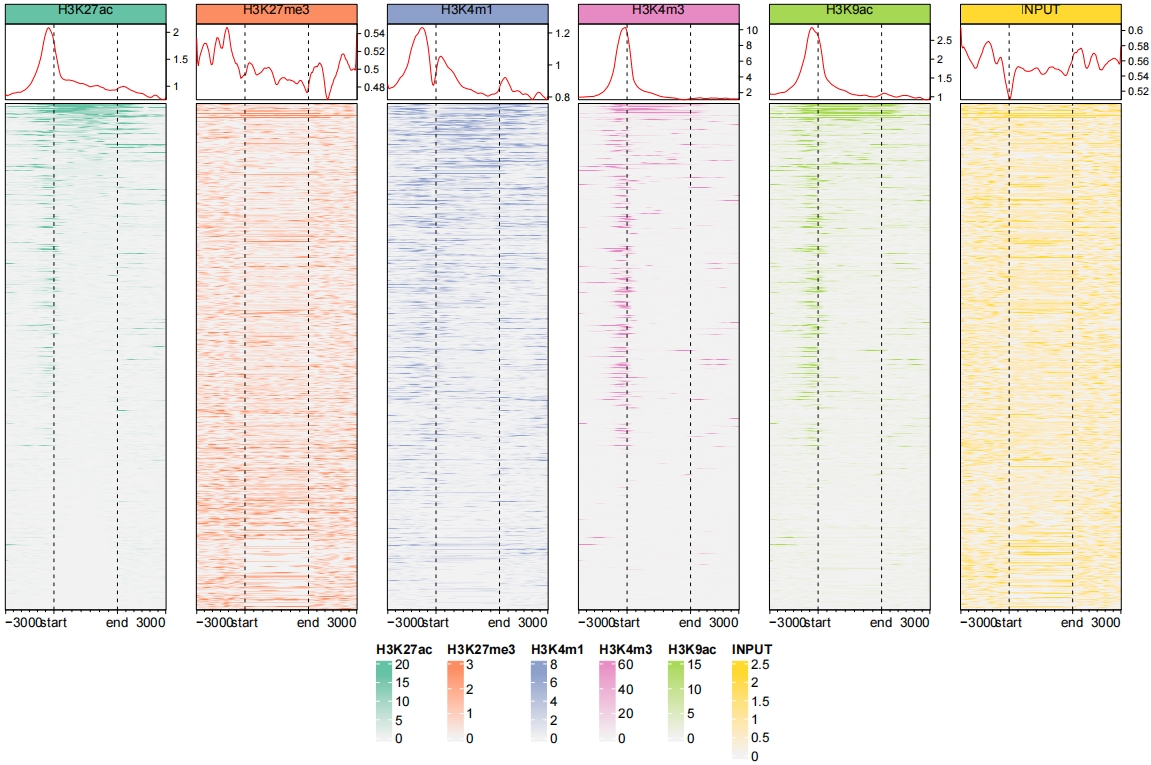 H3K27ac H3K27me3 H3K4m1 H3K4m3 H3K9ac INPUT
2 1.5 1
0.54 0.52 0.5 0.48
1.2 1 0.8
10 8 6 4 2
2.5 2 1.5 1
0.6 0.58 0.56 0.54 0.52
−3000 start end 3000 −3000 start end 3000 −3000 start end 3000 −3000 start end 3000 −3000 start end 3000 −3000 start end 3000
H3K27ac H3K27me3 H3K4m1 H3K4m3 H3K9ac INPUT
20 15 10 5 0
3 2 1 0
8 6 4 2 0
60 40 20 0
15 10 5 0
2.5 2 1.5 1 0.5 0